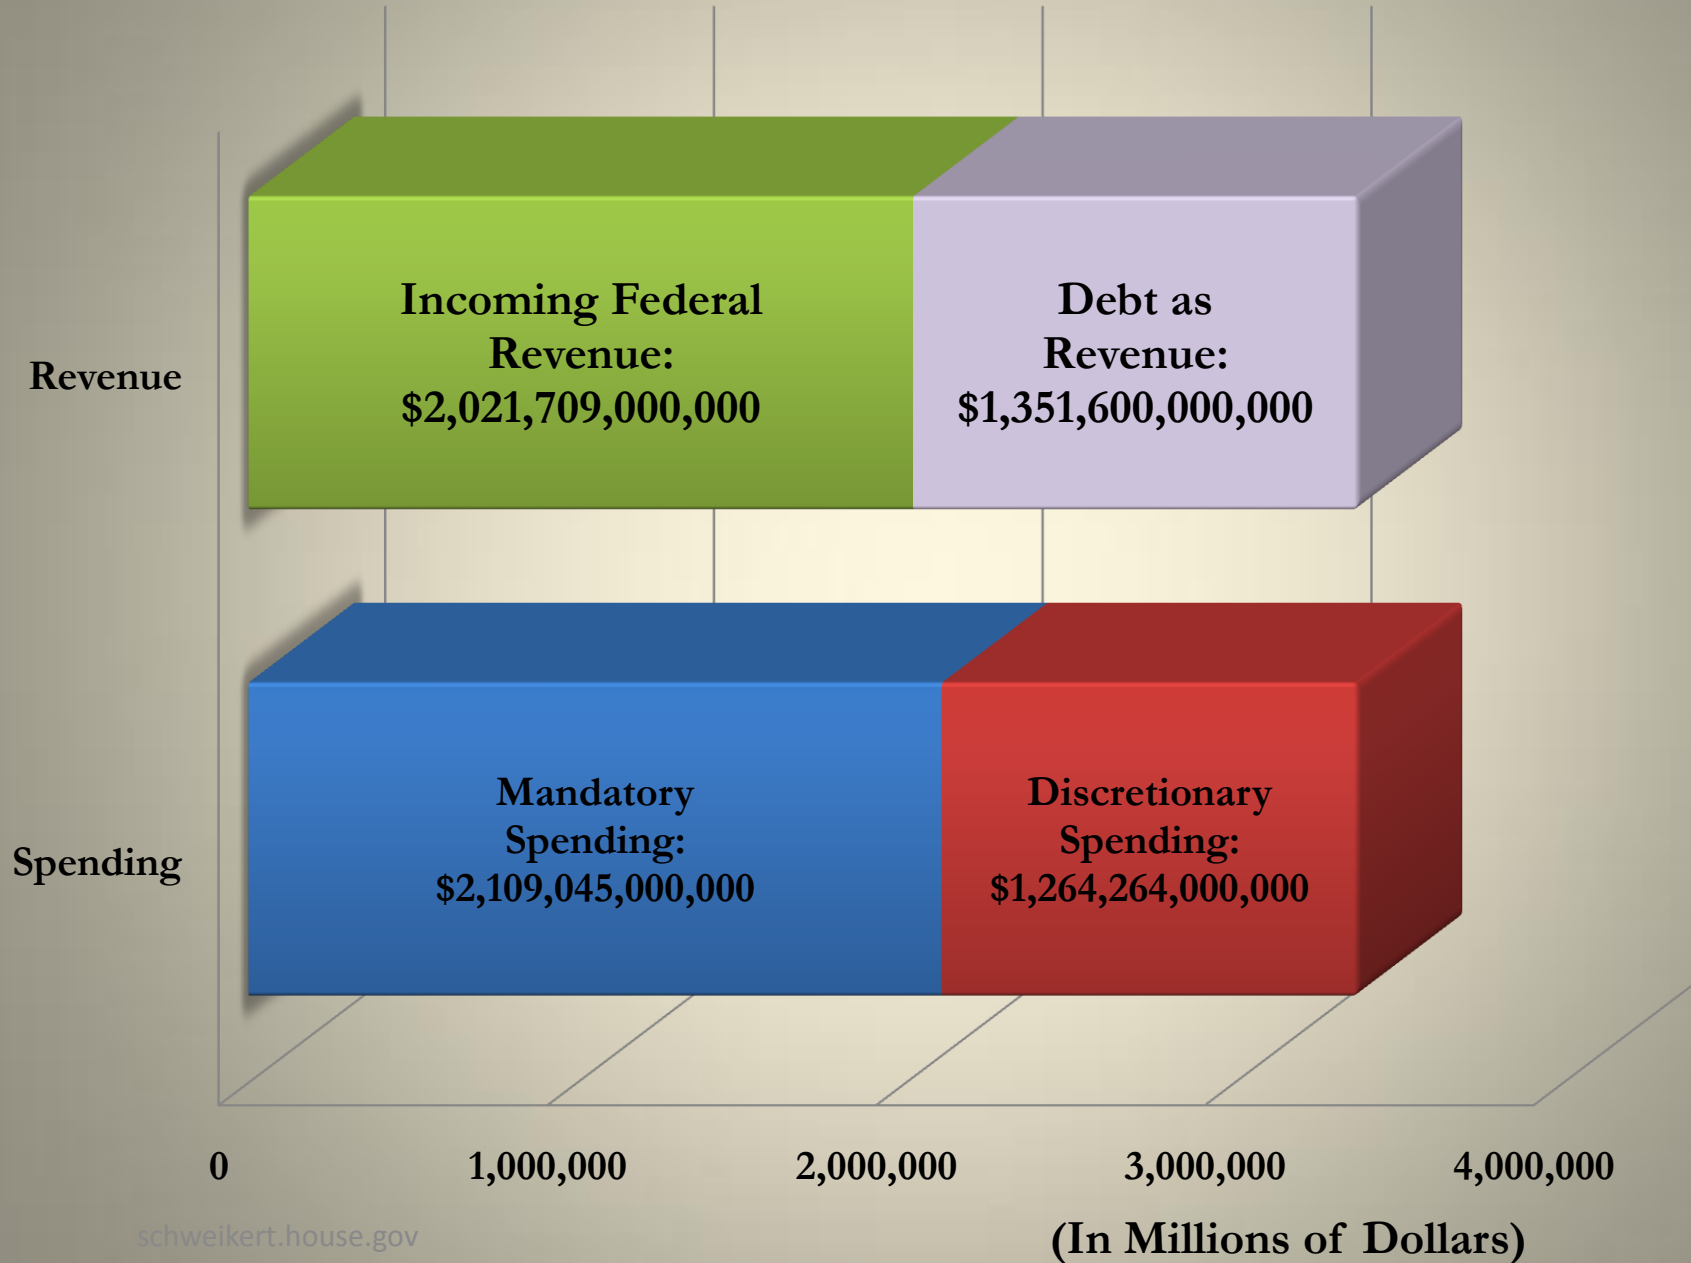 Incoming Federal
Revenue:
$2,021,709,000,000
Debt as
Revenue:
$1,351,600,000,000
Revenue
Mandatory
Spending:
$2,109,045,000,000
Discretionary
Spending:
$1,264,264,000,000
Spending
0 1,000,000 2,000,000 3,000,000 4,000,000
schweikert.house.gov
(In Millions of Dollars)